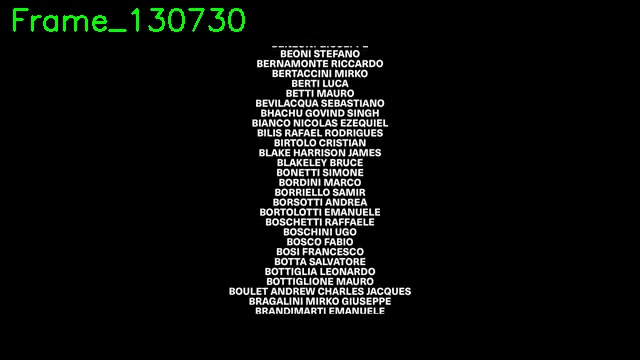 Frame_130730
BEONI STEFANO
BERNAMONTE RICCARDO
BERTACCINI MIRKO
BERTI LUCA
BETTI MAURO
BEVILACQUA SEBASTIANO
BHACHU GOVIND SINGH
BIANCO NICOLAS EZEQUIEL
BILIS RAFAEL RODRIGUES
BIRTOLO CRISTIAN
BLAKE HARRISON JAMES
BLAKELEY BRUCE
BONETTI SIMONE
BORDINI MARCO
BORRIELLO SAMIR
BORSOTTI ANDREA
BORTOLOTTI EMANUELE
BOSCHETTI RAFFAELE
BOSCHINI UGO
BOSCO FABIO
BOSI FRANCESCO
BOTTA SALVATORE
BOTTIGLIA LEONARDO
BOTTIGLIONE MAURO
BOULET ANDREW CHARLES JACQUES
BRAGALINI MIRKO GIUSEPPE
BRANDIMARTI EMANUELE